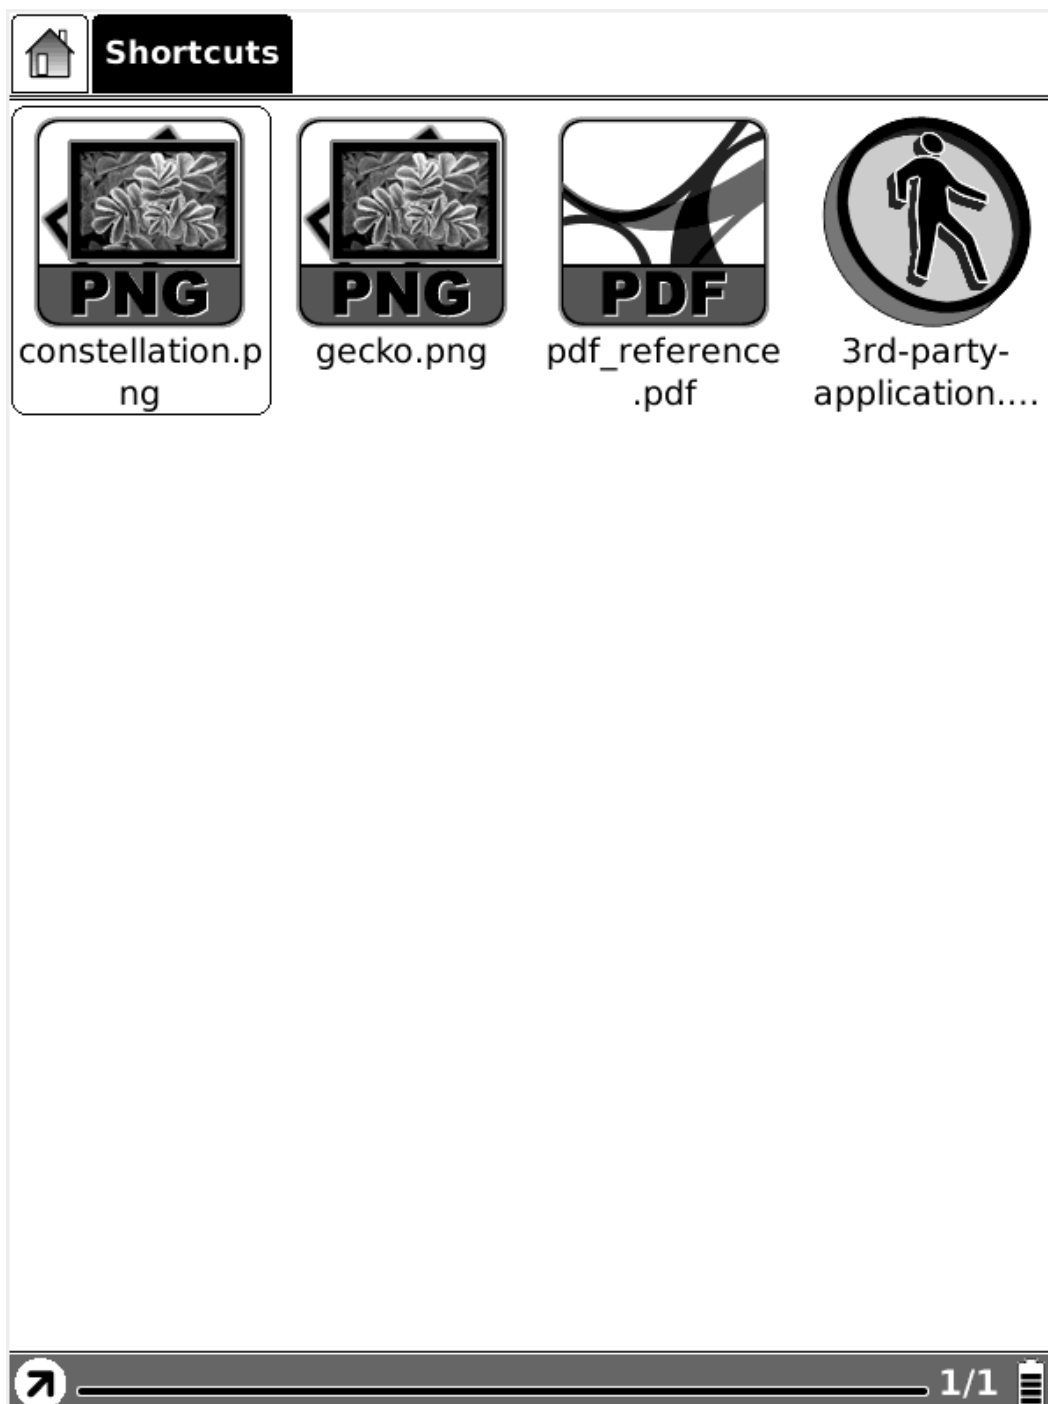 Shortcuts
PNG
PNG
PDF
constellation.p
ng
gecko.png
pdf_reference
.pdf
3rd-party-
application....
1/1